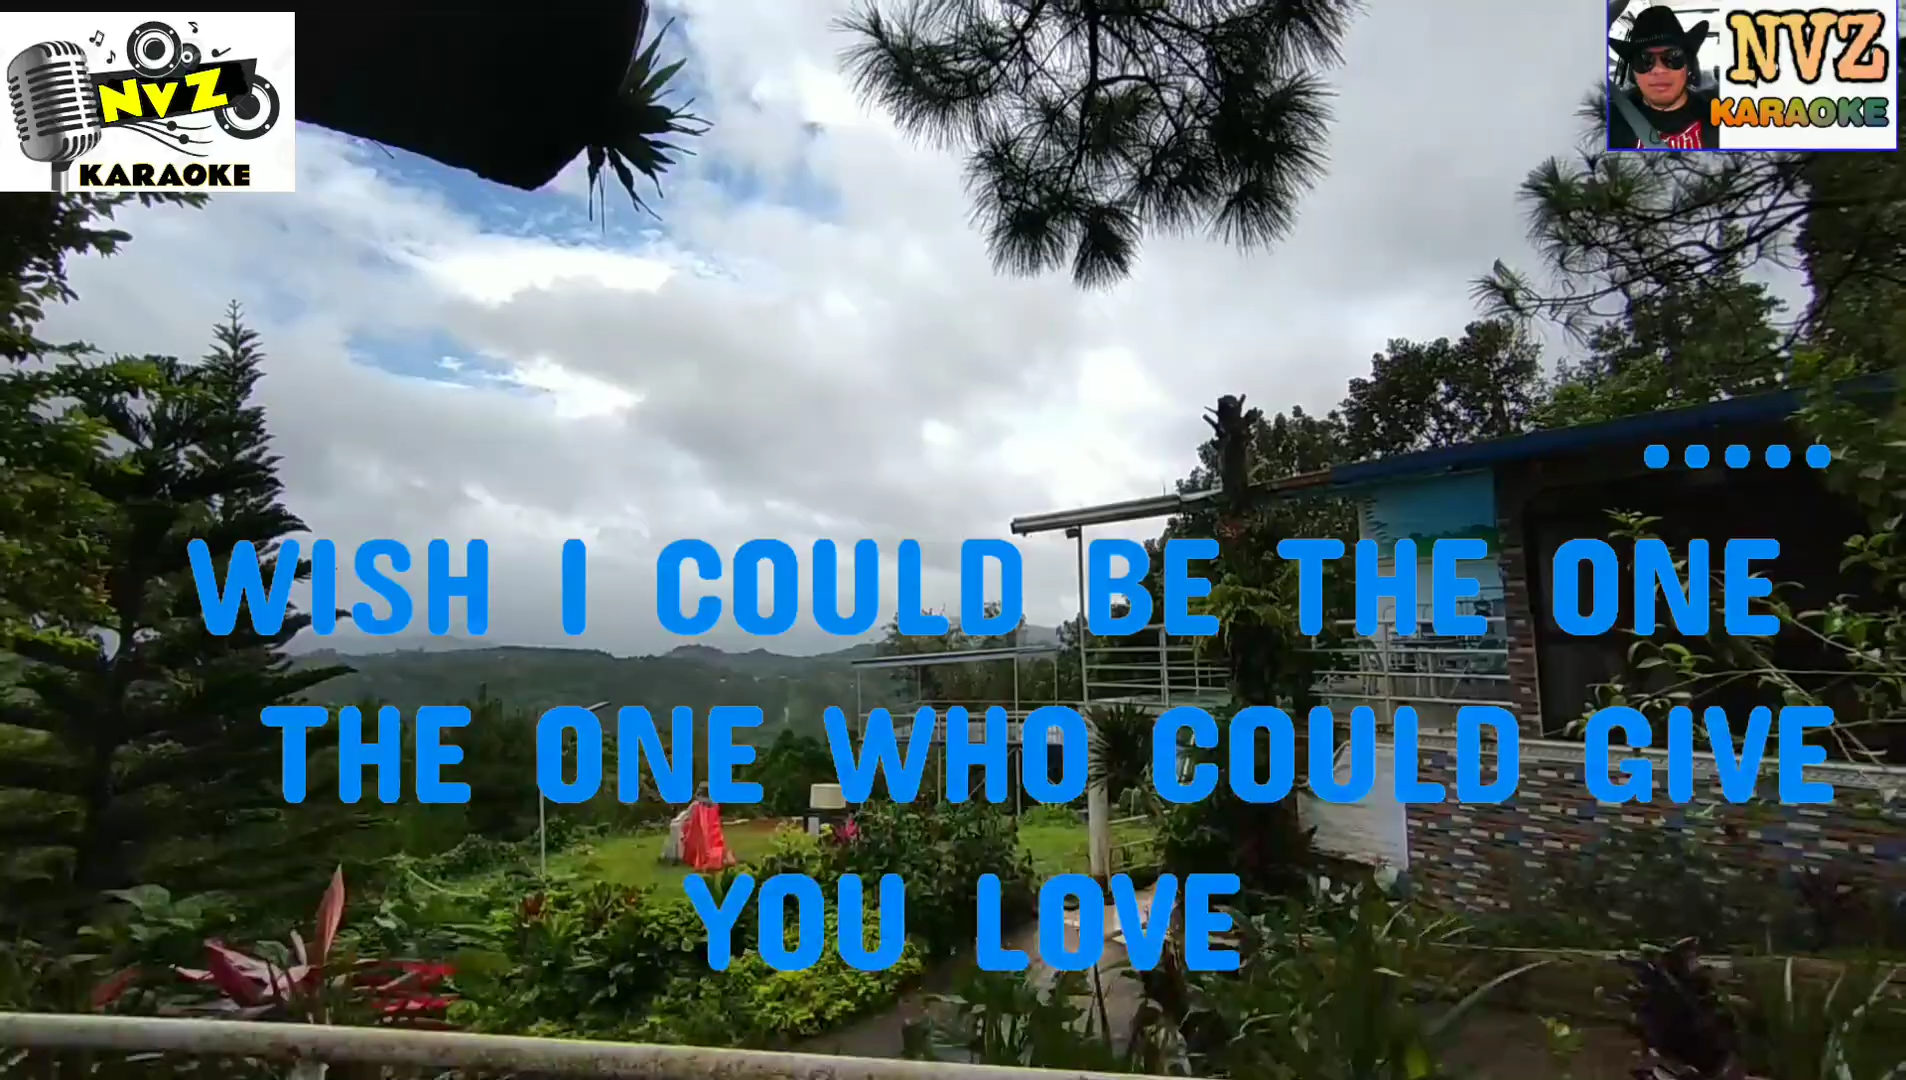 NVZ
KARAOKE
NVZ
KARAOKE
.....
WISH I COULD BE THE ONE
THE ONE WHO COULD GIVE
YOU LOVE